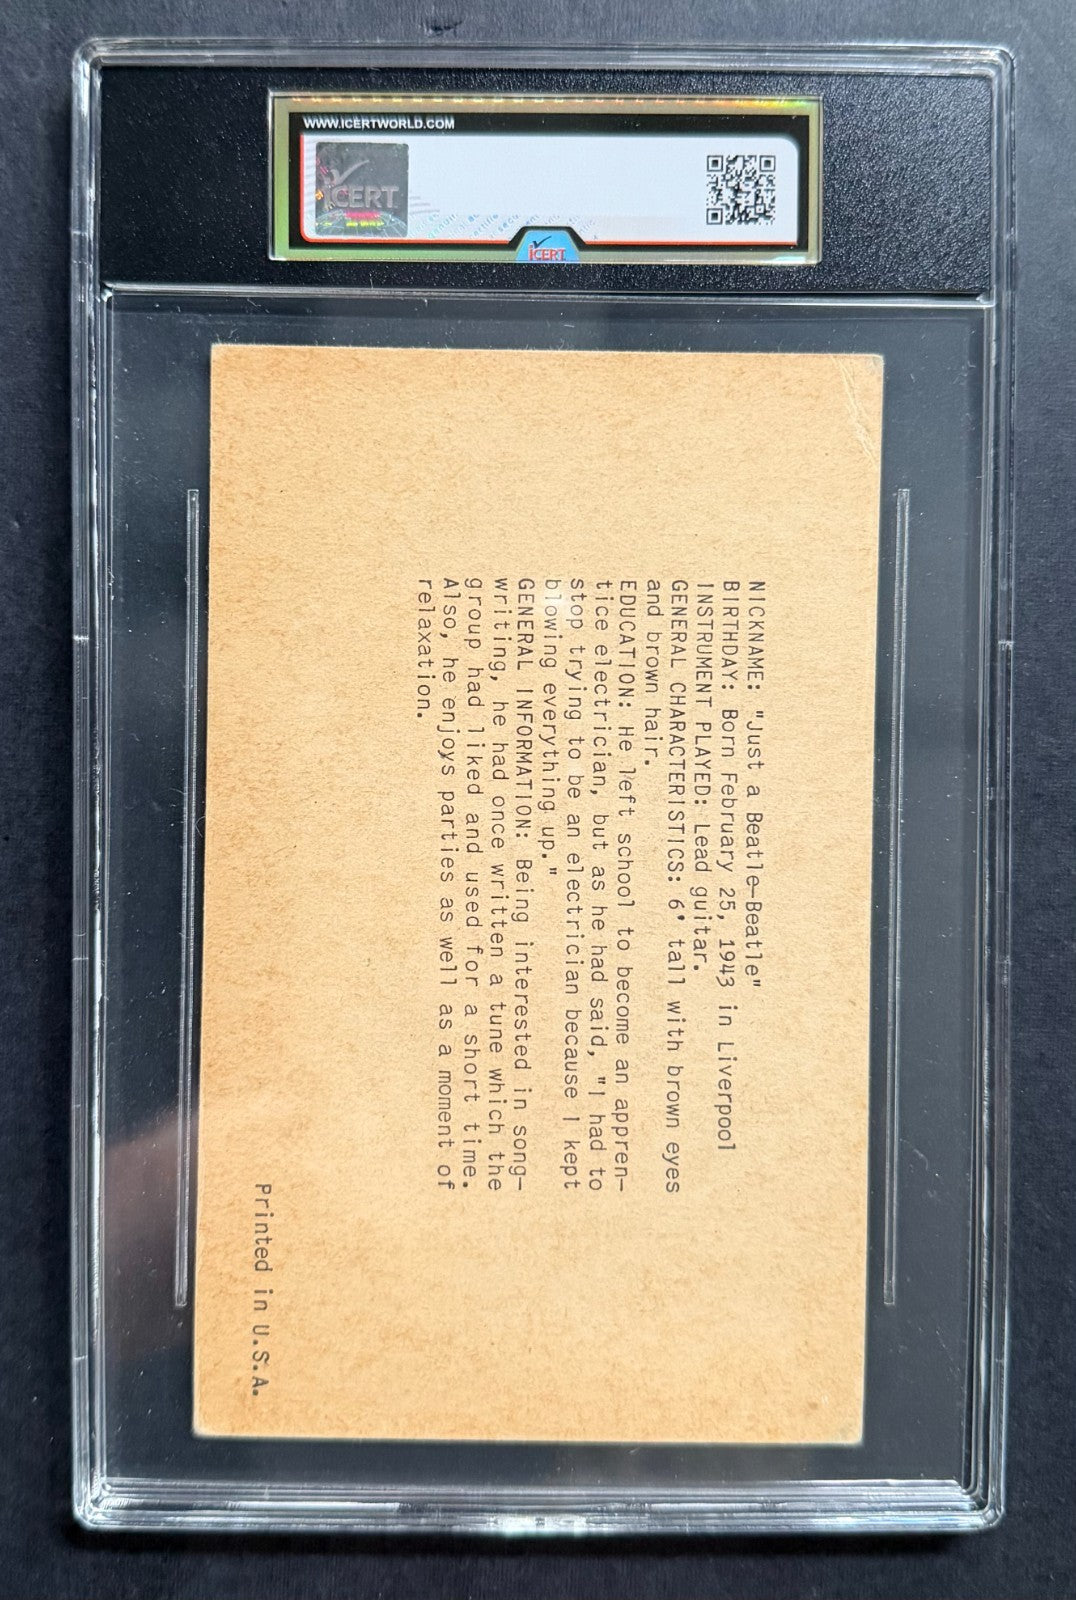 WWW.ICERTWORLD.COM
iCERT
iCERT
NICKNAME: "Just a Beatle-Beatle"
BIRTHDAY: Born February 25, 1943 in Liverpool
INSTRUMENT PLAYED: Lead guitar.
GENERAL CHARACTERISTICS: 6' tall with brown eyes
and brown hair.
EDUCATION: He left school to become an appren-
tice electrician, but as he had said, "I had to
stop trying to be an electrician because I kept
blowing everything up."
GENERAL INFORMATION: Being interested in song-
writing, he had once written a tune which the
group had liked and used for a short time.
Also, he enjoys parties as well as a moment of
relaxation.
Printed in U.S.A.